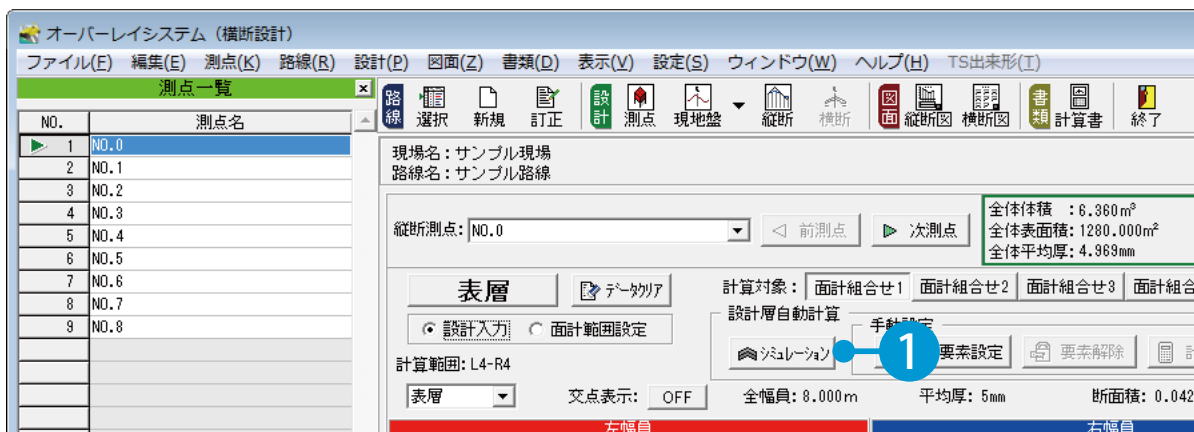 オーバーレイシステム（横断設計）
ファイル(F) 編集(E) 測点(K) 路線(R) 設計(P) 図面(Z) 書類(D) 表示(V) 設定(S) ウィンドウ(W) ヘルプ(H) TS出来形(T)
測点一覧
NO. 測点名
1 NO.0
2 NO.1
3 NO.2
4 NO.3
5 NO.4
6 NO.5
7 NO.6
8 NO.7
9 NO.8
路線 選択 新規 訂正 設計 測点 現地盤 縦断 横断 図面 縦断図 横断図 書類 計算書 終了
現場名：サンプル現場
路線名：サンプル路線
縦断測点: NO.0 前測点 次測点
全体体積 ：6.360m³
全体表面積: 1280.000m²
全体平均厚: 4.969mm
表層 データクリア 計算対象： 面計組合せ1 面計組合せ2 面計組合せ3 面計組合
設計入力 面計範囲設定
設計層自動計算 手動設定
シミュレーション 1 要素設定 要素解除
計算範囲: L4-R4
表層 交点表示: OFF 全幅員: 8.000m 平均厚: 5mm 断面積: 0.042
左幅員 右幅員